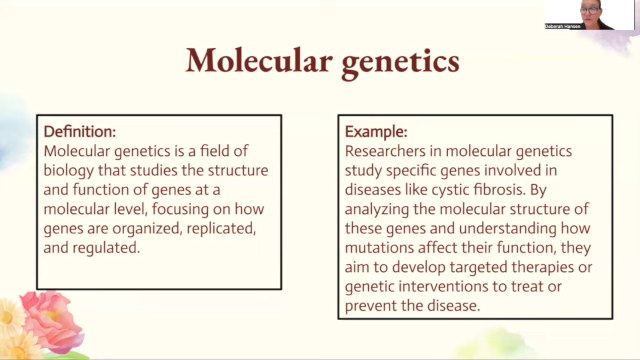 Deborah Hanson
Molecular genetics
Definition:
Molecular genetics is a field of
biology that studies the structure
and function of genes at a
molecular level, focusing on how
genes are organized, replicated,
and regulated.
Example:
Researchers in molecular genetics
study specific genes involved in
diseases like cystic fibrosis. By
analyzing the molecular structure of
these genes and understanding how
mutations affect their function, they
aim to develop targeted therapies or
genetic interventions to treat or
prevent the disease.